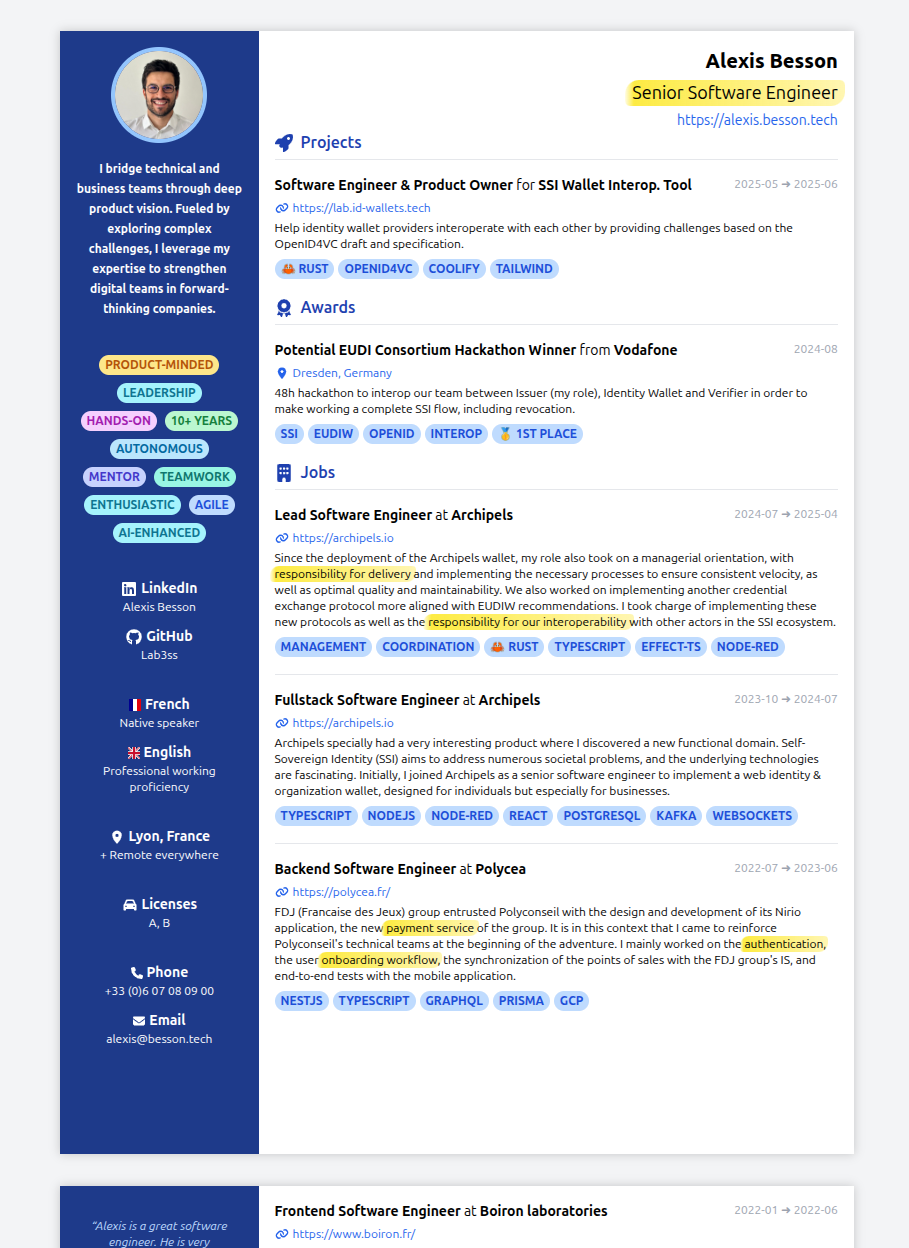 I bridge technical and
business teams through deep
product vision. Fueled by
exploring complex
challenges, I leverage my
expertise to strengthen
digital teams in forward-
thinking companies.
PRODUCT-MINDED
LEADERSHIP
HANDS-ON 10+ YEARS
AUTONOMOUS
MENTOR TEAMWORK
ENTHUSIASTIC AGILE
AI-ENHANCED
LinkedIn
Alexis Besson
GitHub
Lab3ss
French
Native speaker
English
Professional working
proficiency
Lyon, France
+ Remote everywhere
Licenses
A, B
Phone
+33 (0)6 07 08 09 00
Email
alexis@besson.tech
Alexis Besson
Senior Software Engineer
https://alexis.besson.tech
Projects
Software Engineer & Product Owner for SSI Wallet Interop. Tool 2025-05 ➜ 2025-06
https://lab.id-wallets.tech
Help identity wallet providers interoperate with each other by providing challenges based on the
OpenID4VC draft and specification.
🦀 RUST OPENID4VC COOLIFY TAILWIND
Awards
Potential EUDI Consortium Hackathon Winner from Vodafone 2024-08
Dresden, Germany
48h hackathon to interop our team between Issuer (my role), Identity Wallet and Verifier in order to
make working a complete SSI flow, including revocation.
SSI EUDIW OPENID INTEROP 🥇 1ST PLACE
Jobs
Lead Software Engineer at Archipels 2024-07 ➜ 2025-04
https://archipels.io
Since the deployment of the Archipels wallet, my role also took on a managerial orientation, with
responsibility for delivery and implementing the necessary processes to ensure consistent velocity, as
well as optimal quality and maintainability. We also worked on implementing another credential
exchange protocol more aligned with EUDIW recommendations. I took charge of implementing these
new protocols as well as the responsibility for our interoperability with other actors in the SSI ecosystem.
MANAGEMENT COORDINATION 🦀 RUST TYPESCRIPT EFFECT-TS NODE-RED
Fullstack Software Engineer at Archipels 2023-10 ➜ 2024-07
https://archipels.io
Archipels specially had a very interesting product where I discovered a new functional domain. Self-
Sovereign Identity (SSI) aims to address numerous societal problems, and the underlying technologies
are fascinating. Initially, I joined Archipels as a senior software engineer to implement a web identity &
organization wallet, designed for individuals but especially for businesses.
TYPESCRIPT NODEJS NODE-RED REACT POSTGRESQL KAFKA WEBSOCKETS
Backend Software Engineer at Polycea 2022-07 ➜ 2023-06
https://polycea.fr/
FDJ (Francaise des Jeux) group entrusted Polyconseil with the design and development of its Nirio
application, the new payment service of the group. It is in this context that I came to reinforce
Polyconseil's technical teams at the beginning of the adventure. I mainly worked on the authentication,
the user onboarding workflow, the synchronization of the points of sales with the FDJ group's IS, and
end-to-end tests with the mobile application.
NESTJS TYPESCRIPT GRAPHQL PRISMA GCP
“Alexis is a great software
engineer. He is very
Frontend Software Engineer at Boiron laboratories 2022-01 ➜ 2022-06
https://www.boiron.fr/